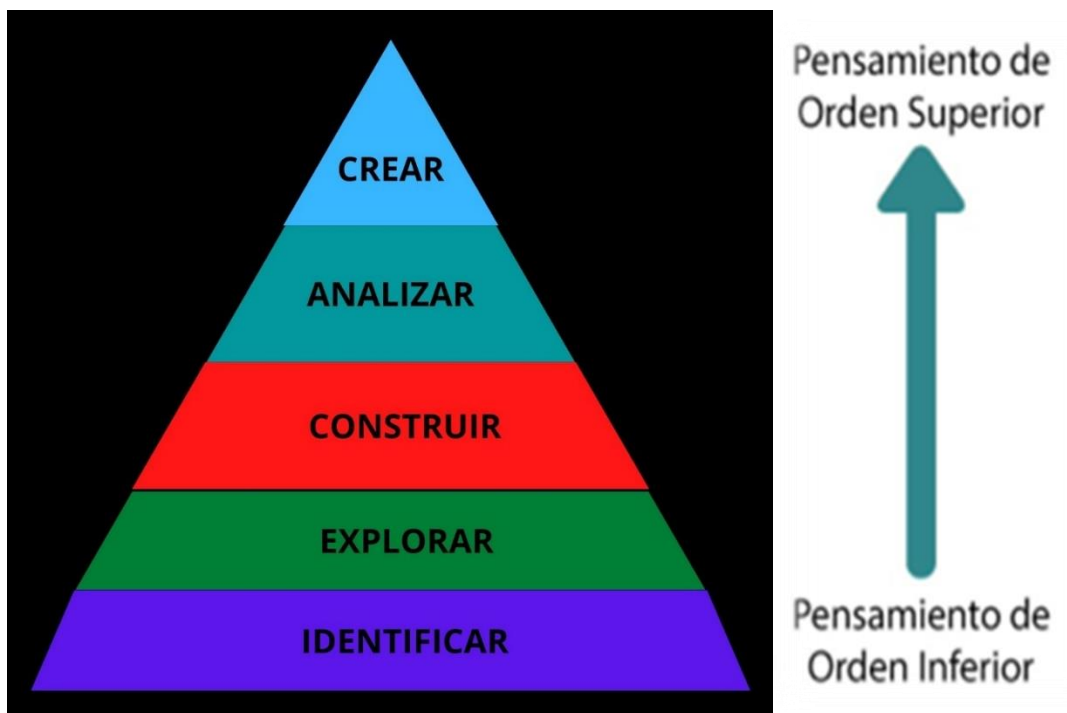 CREAR
ANALIZAR
CONSTRUIR
EXPLORAR
IDENTIFICAR
Pensamiento de
Orden Superior
Pensamiento de
Orden Inferior